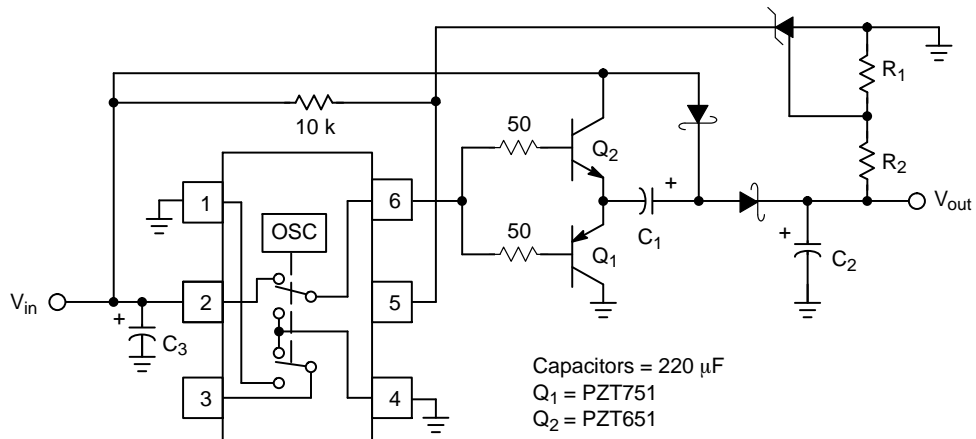 R1
10 k
50
Q2
R2
1
6
OSC
+
C1
Vout
50
Q1
+
C2
Vin
2
5
+
C3
3
4
Capacitors = 220 μF
Q1 = PZT751
Q2 = PZT651